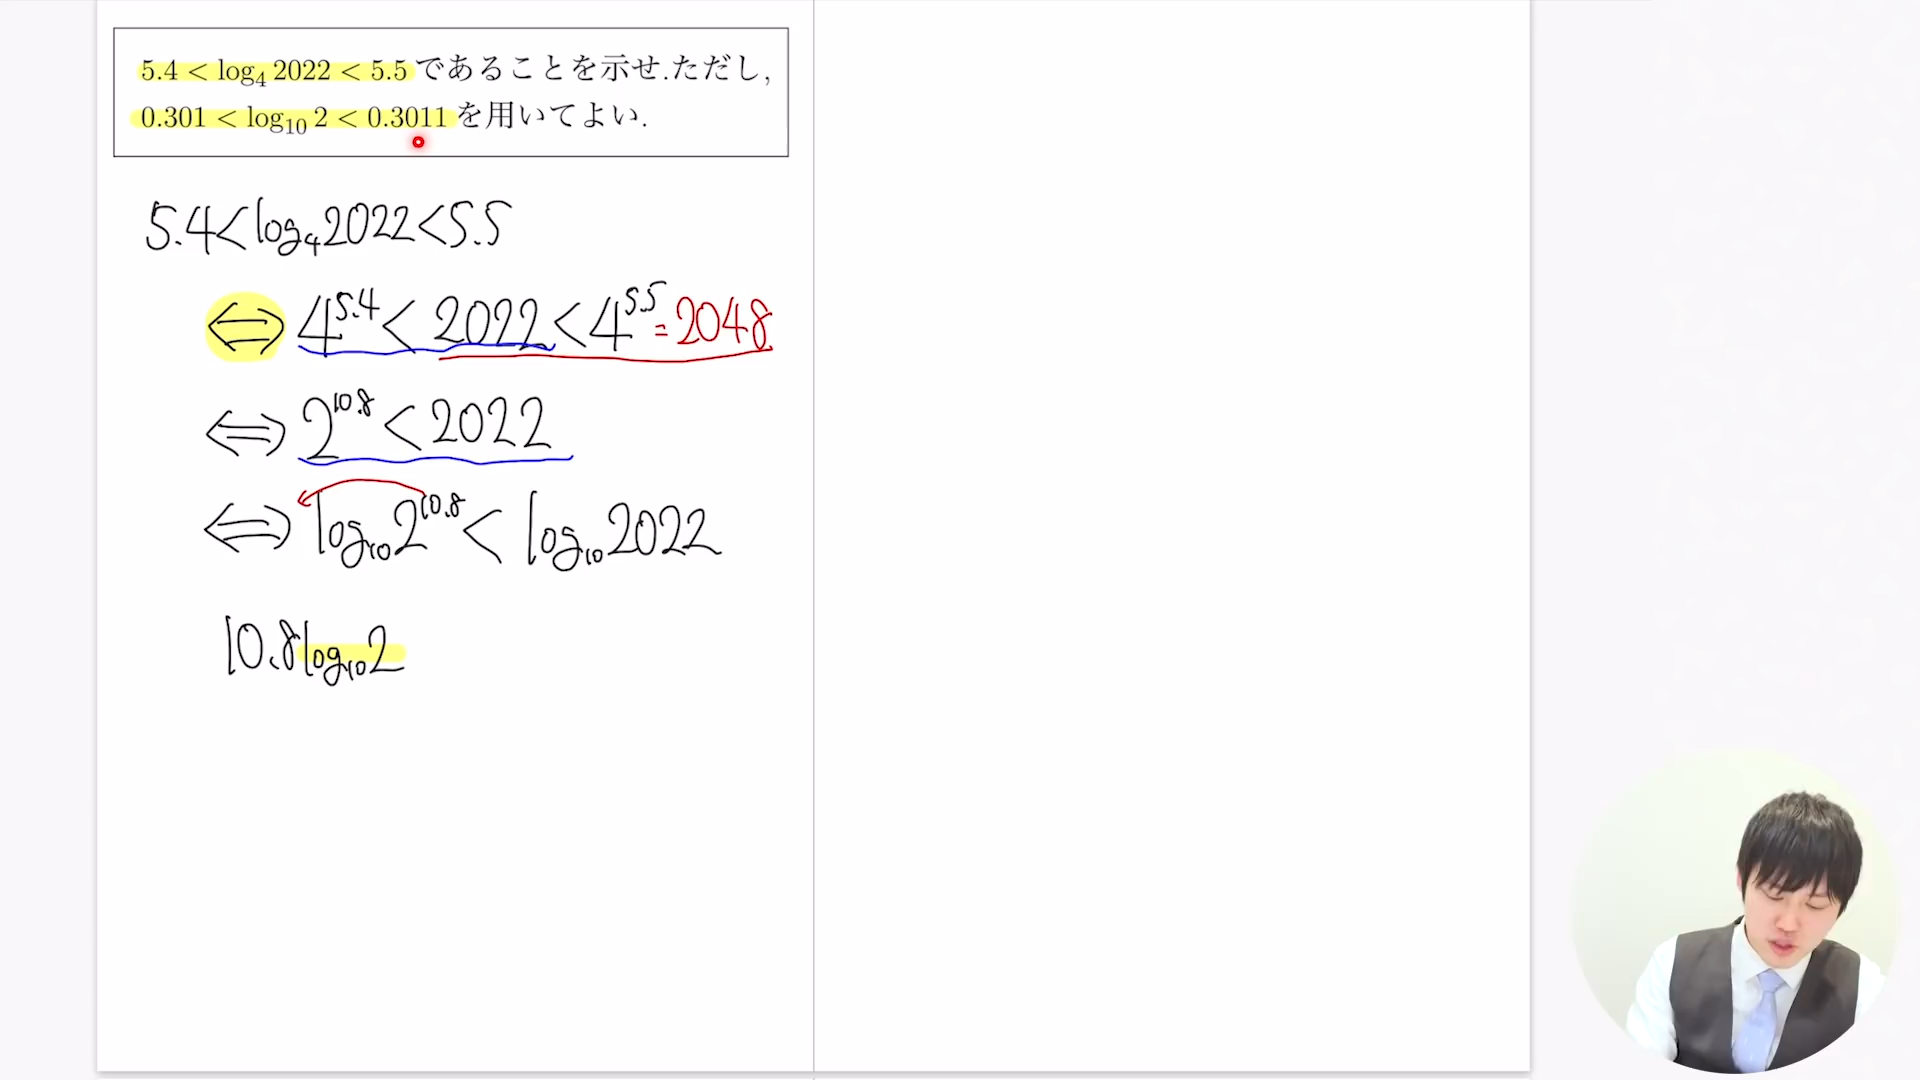 5.4 < log₄ 2022 < 5.5 であることを示せ.ただし,
0.301 < log₁₀ 2 < 0.3011 を用いてよい.
5.4<log₄2022<5.5
⇔ 4^5.4 < 2022 < 4^5.5 = 2048
⇔ 2^10.8 < 2022
⇔ log₁₀2^10.8 < log₁₀2022
10.8log₁₀2